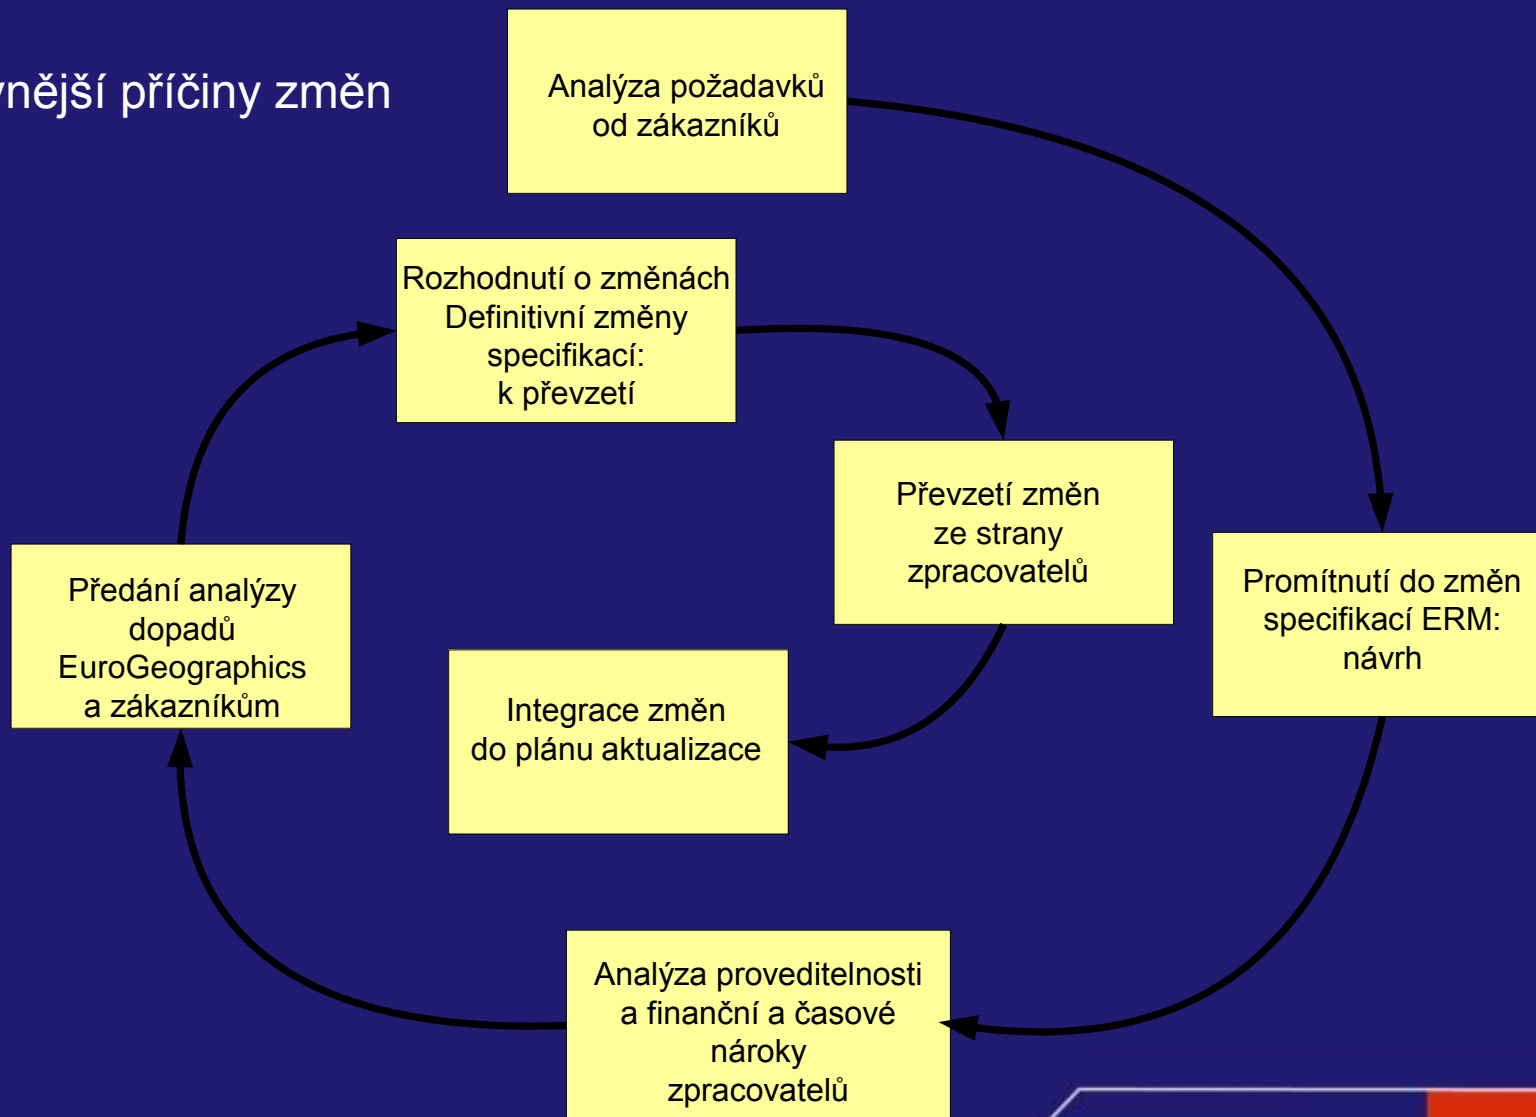 příčiny změn
Analýza požadavků
od zákazníků
Rozhodnutí o změnách
Definitivní změny
specifikací:
k převzetí
Převzetí změn
ze strany
zpracovatelů
Promítnutí do změn
specifikací ERM:
návrh
Předání analýzy
dopadů
EuroGeographics
a zákazníkům
Integrace změn
do plánu aktualizace
Analýza proveditelnosti
a finanční a časové
nároky
zpracovatelů